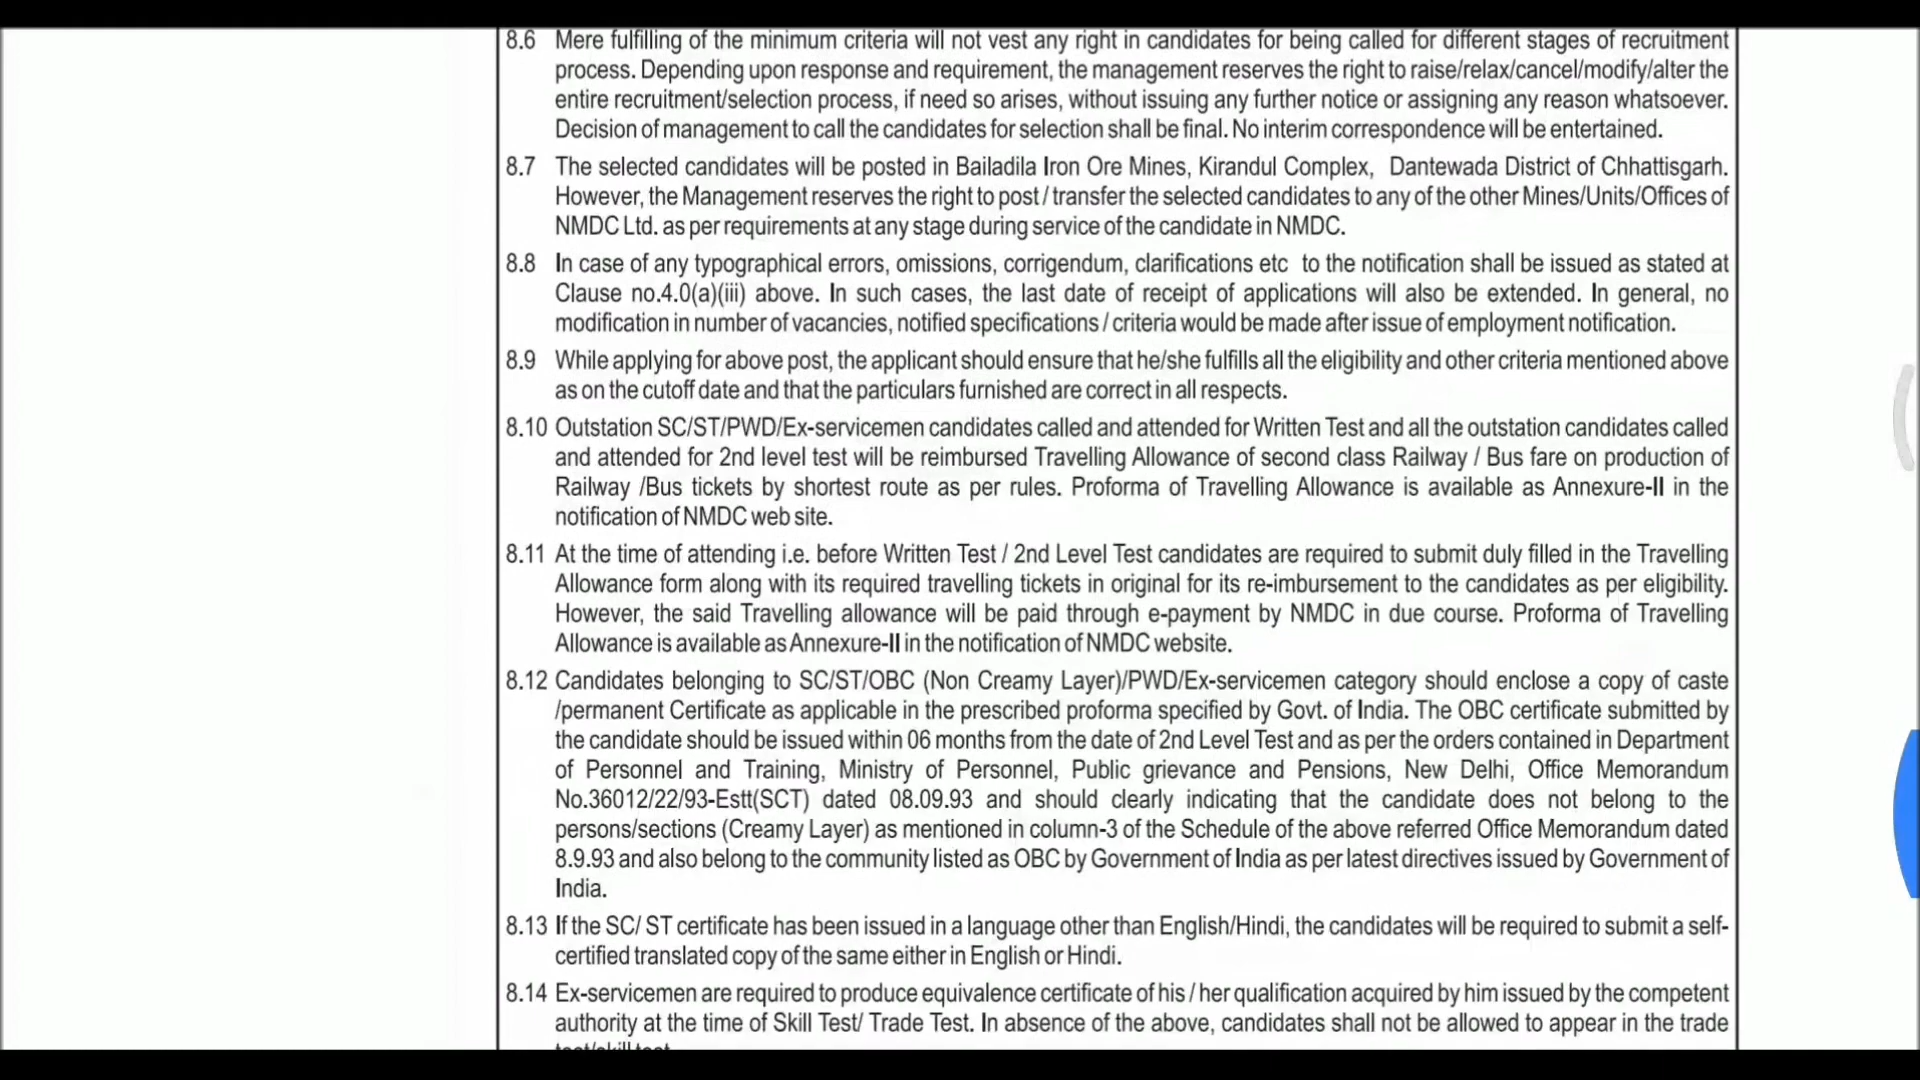 8.6 Mere fulfilling of the minimum criteria will not vest any right in candidates for being called for different stages of recruitment
process. Depending upon response and requirement, the management reserves the right to raise/relax/cancel/modify/alter the
entire recruitment/selection process, if need so arises, without issuing any further notice or assigning any reason whatsoever.
Decision of management to call the candidates for selection shall be final. No interim correspondence will be entertained.
8.7 The selected candidates will be posted in Bailadila Iron Ore Mines, Kirandul Complex, Dantewada District of Chhattisgarh.
However, the Management reserves the right to post / transfer the selected candidates to any of the other Mines/Units/Offices of
NMDC Ltd. as per requirements at any stage during service of the candidate in NMDC.
8.8 In case of any typographical errors, omissions, corrigendum, clarifications etc to the notification shall be issued as stated at
Clause no.4.0(a)(iii) above. In such cases, the last date of receipt of applications will also be extended. In general, no
modification in number of vacancies, notified specifications / criteria would be made after issue of employment notification.
8.9 While applying for above post, the applicant should ensure that he/she fulfills all the eligibility and other criteria mentioned above
as on the cutoff date and that the particulars furnished are correct in all respects.
8.10 Outstation SC/ST/PWD/Ex-servicemen candidates called and attended for Written Test and all the outstation candidates called
and attended for 2nd level test will be reimbursed Travelling Allowance of second class Railway / Bus fare on production of
Railway /Bus tickets by shortest route as per rules. Proforma of Travelling Allowance is available as Annexure-II in the
notification of NMDC web site.
8.11 At the time of attending i.e. before Written Test / 2nd Level Test candidates are required to submit duly filled in the Travelling
Allowance form along with its required travelling tickets in original for its re-imbursement to the candidates as per eligibility.
However, the said Travelling allowance will be paid through e-payment by NMDC in due course. Proforma of Travelling
Allowance is available as Annexure-II in the notification of NMDC website.
8.12 Candidates belonging to SC/ST/OBC (Non Creamy Layer)/PWD/Ex-servicemen category should enclose a copy of caste
/permanent Certificate as applicable in the prescribed proforma specified by Govt. of India. The OBC certificate submitted by
the candidate should be issued within 06 months from the date of 2nd Level Test and as per the orders contained in Department
of Personnel and Training, Ministry of Personnel, Public grievance and Pensions, New Delhi, Office Memorandum
No.36012/22/93-Estt(SCT) dated 08.09.93 and should clearly indicating that the candidate does not belong to the
persons/sections (Creamy Layer) as mentioned in column-3 of the Schedule of the above referred Office Memorandum dated
8.9.93 and also belong to the community listed as OBC by Government of India as per latest directives issued by Government of
India.
8.13 If the SC/ ST certificate has been issued in a language other than English/Hindi, the candidates will be required to submit a self-
certified translated copy of the same either in English or Hindi.
8.14 Ex-servicemen are required to produce equivalence certificate of his / her qualification acquired by him issued by the competent
authority at the time of Skill Test/ Trade Test. In absence of the above, candidates shall not be allowed to appear in the trade